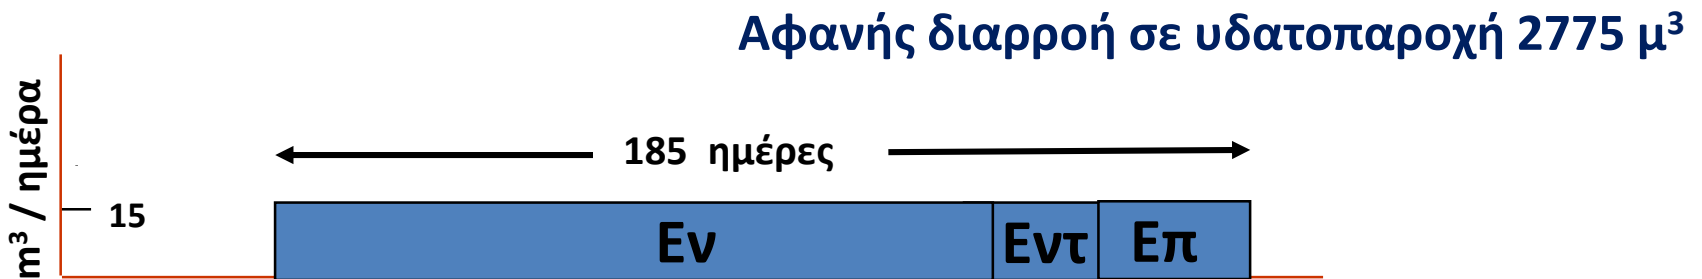 Αφανής διαρροή σε υδατοπαροχή 2775 μ³
m³ / ημέρα
185 ημέρες
15
Εν
Εντ
Επ